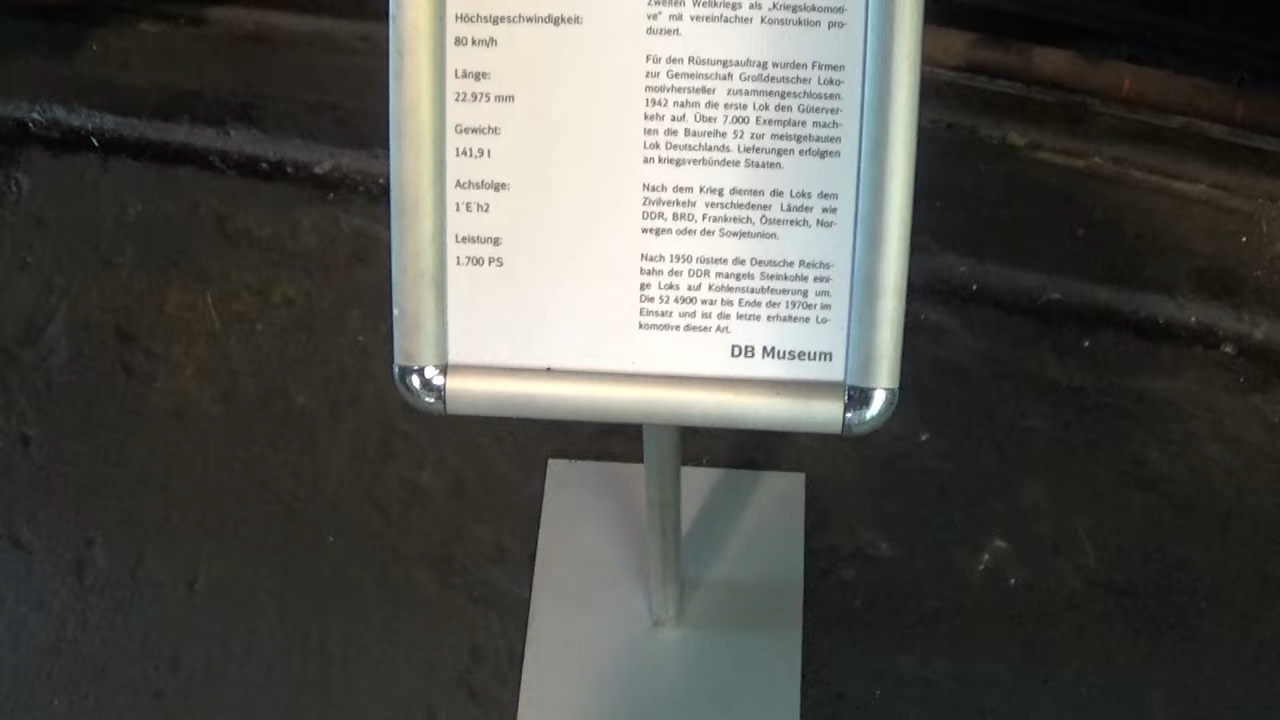 Höchstgeschwindigkeit:
80 km/h
Länge:
22.975 mm
Gewicht:
141,9 t
Achsfolge:
1´E´h2
Leistung:
1.700 PS
Zweiten Weltkriegs als „Kriegslokomoti-
ve“ mit vereinfachter Konstruktion pro-
duziert.
Für den Rüstungsauftrag wurden Firmen
zur Gemeinschaft Großdeutscher Loko-
motivhersteller zusammengeschlossen.
1942 nahm die erste Lok den Güterver-
kehr auf. Über 7.000 Exemplare mach-
ten die Baureihe 52 zur meistgebauten
Lok Deutschlands. Lieferungen erfolgten
an kriegsverbündete Staaten.
Nach dem Krieg dienten die Loks dem
Zivilverkehr verschiedener Länder wie
DDR, BRD, Frankreich, Österreich, Nor-
wegen oder der Sowjetunion.
Nach 1950 rüstete die Deutsche Reichs-
bahn der DDR mangels Steinkohle eini-
ge Loks auf Kohlenstaubfeuerung um.
Die 52 4900 war bis Ende der 1970er im
Einsatz und ist die letzte erhaltene Lo-
komotive dieser Art.
DB Museum